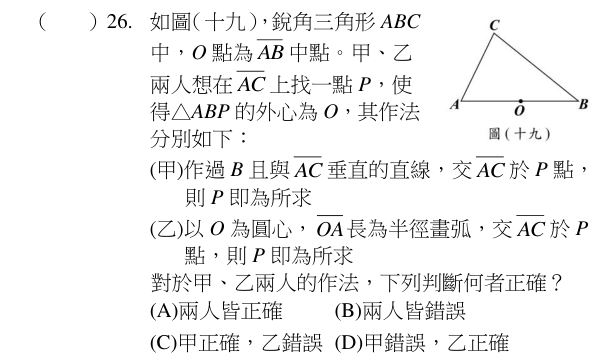 (　　) 26. 如圖(十九)，銳角三角形 ABC
中，O 點為 AB 中點。甲、乙
兩人想在 AC 上找一點 P，使
得△ABP 的外心為 O，其作法
分別如下：
C
A O B
圖(十九)
(甲)作過 B 且與 AC 垂直的直線，交 AC 於 P 點，
則 P 即為所求
(乙)以 O 為圓心，OA 長為半徑畫弧，交 AC 於 P
點，則 P 即為所求
對於甲、乙兩人的作法，下列判斷何者正確？
(A)兩人皆正確　(B)兩人皆錯誤
(C)甲正確，乙錯誤 (D)甲錯誤，乙正確